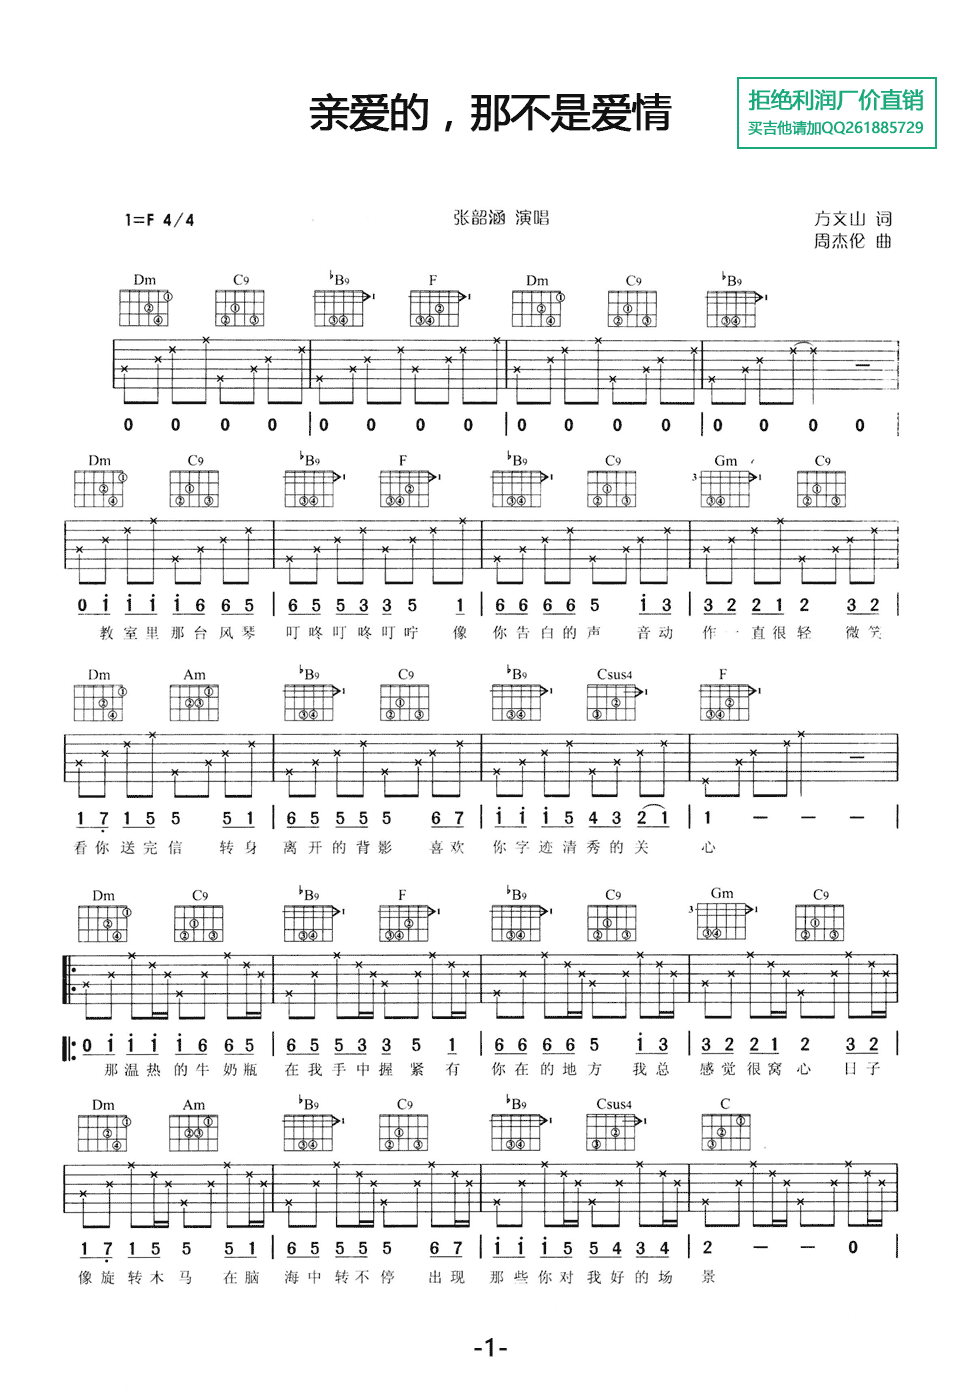 亲爱的，那不是爱情
拒绝利润厂价直销
买吉他请加QQ261885729
1=F 4/4
张韶涵 演唱
方文山 词
周杰伦 曲
Dm C9 ♭B9 F Dm C9 ♭B9
0 0 0 0 | 0 0 0 0 | 0 0 0 0 | 0 0 0 0 |
Dm C9 ♭B9 F ♭B9 C9 Gm C9
3
0 i i i i 6 6 5 | 6 5 5 3 3 5 1 | 6 6 6 6 5 i 3 | 3 2 2 1 2 3 2 |
教室里那台风琴 叮咚叮咚叮咛 像 你告白的声 音动 作一直很轻 微笑
Dm Am ♭B9 C9 ♭B9 Csus4 F
1 7 1 5 5 5 1 | 6 5 5 5 5 6 7 | i i i 5 4 3 2 1 | 1 — — — |
看你送完信 转身 离开的背影 喜欢 你字迹清秀的关 心
Dm C9 ♭B9 F ♭B9 C9 Gm C9
3
0 i i i i 6 6 5 | 6 5 5 3 3 5 1 | 6 6 6 6 5 i 3 | 3 2 2 1 2 3 2 |
那温热的牛奶瓶 在我手中握紧有 你在的地方 我总 感觉很窝心 日子
Dm Am ♭B9 C9 ♭B9 Csus4 C
1 7 1 5 5 5 1 | 6 5 5 5 5 6 7 | i i i 5 5 4 3 4 | 2 — — 0 |
像旋转木马 在脑 海中转不停 出现 那些你对我好的场 景
-1-